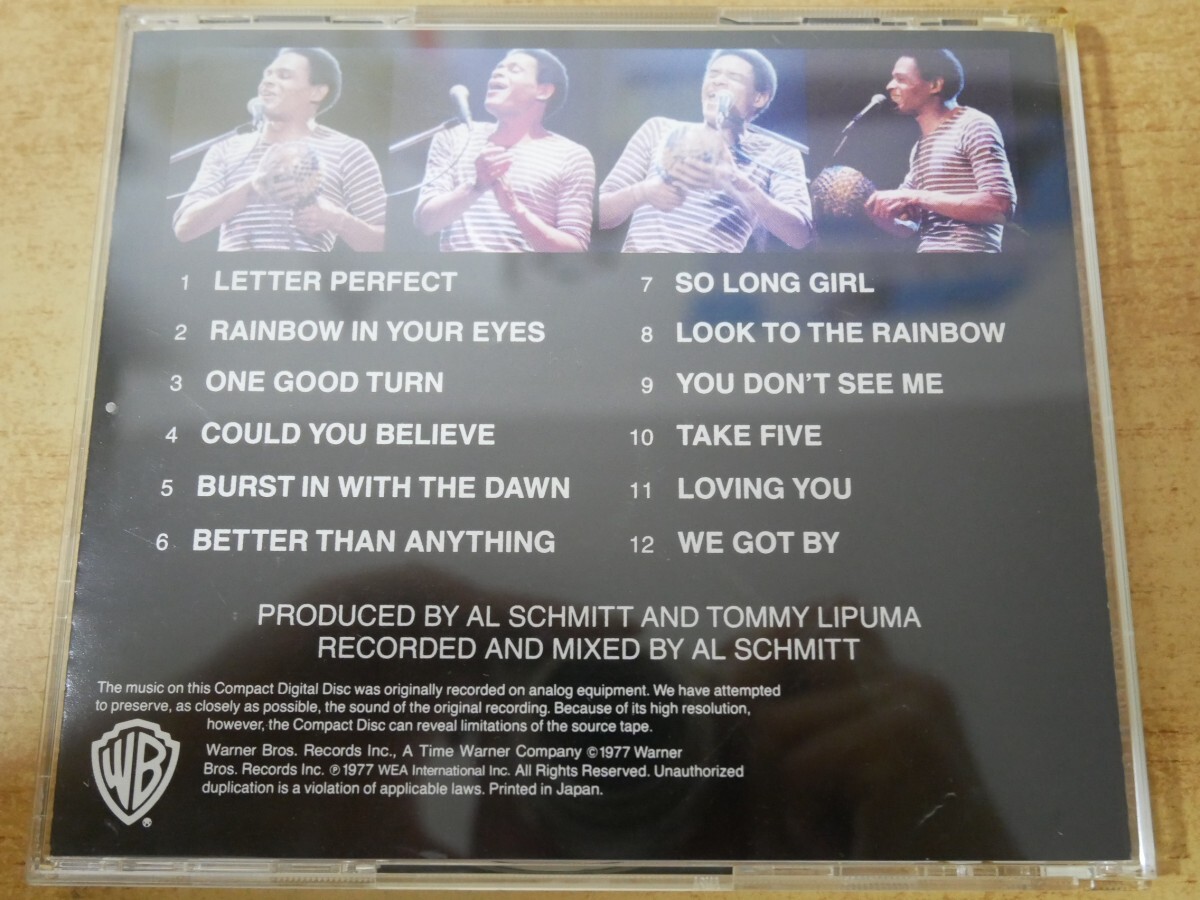 1 LETTER PERFECT
2 RAINBOW IN YOUR EYES
3 ONE GOOD TURN
4 COULD YOU BELIEVE
5 BURST IN WITH THE DAWN
6 BETTER THAN ANYTHING
7 SO LONG GIRL
8 LOOK TO THE RAINBOW
9 YOU DON'T SEE ME
10 TAKE FIVE
11 LOVING YOU
12 WE GOT BY
PRODUCED BY AL SCHMITT AND TOMMY LIPUMA
RECORDED AND MIXED BY AL SCHMITT
The music on this Compact Digital Disc was originally recorded on analog equipment. We have attempted
to preserve, as closely as possible, the sound of the original recording. Because of its high resolution,
however, the Compact Disc can reveal limitations of the source tape.
Warner Bros. Records Inc., A Time Warner Company ©1977 Warner
Bros. Records Inc. ℗1977 WEA International Inc. All Rights Reserved. Unauthorized
duplication is a violation of applicable laws. Printed in Japan.
WB®